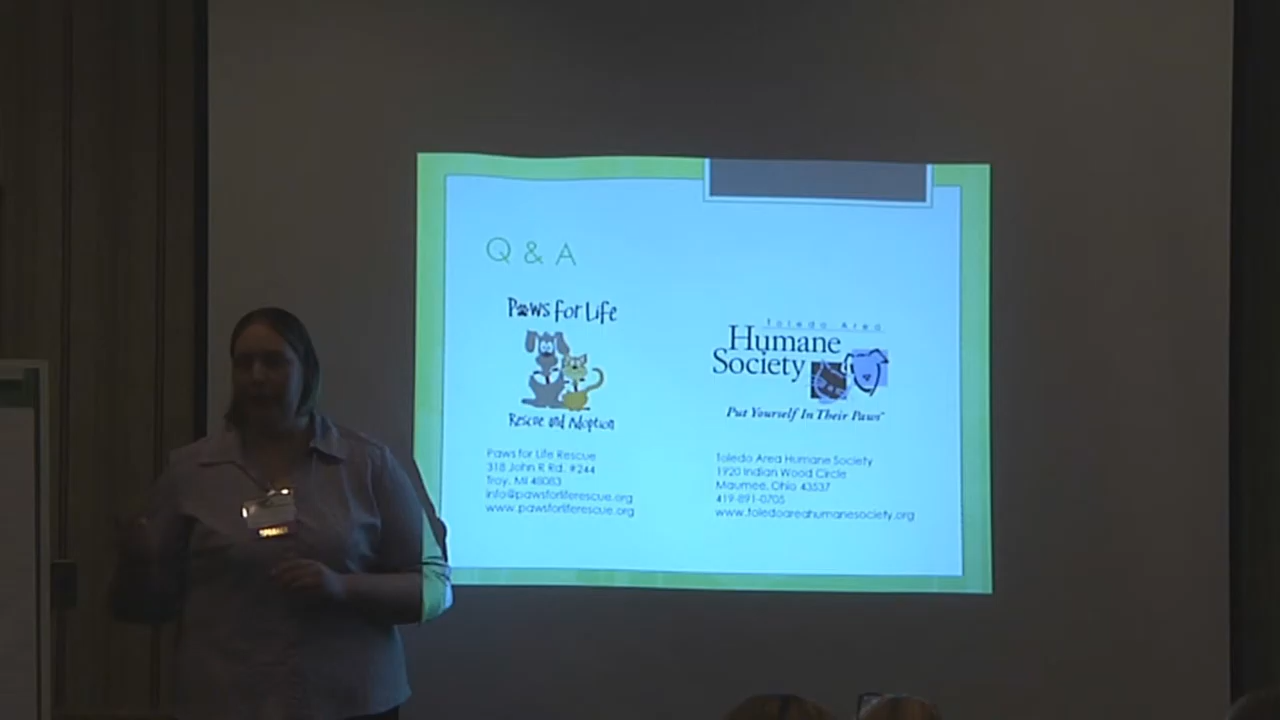 Q & A
Paws for Life
Rescue and Adoption
Paws for Life Rescue
318 John R Rd. #244
Troy, MI 48083
info@pawsforliferescue.org
www.pawsforliferescue.org
Toledo Area
Humane
Society
Put Yourself In Their Paws
Toledo Area Humane Society
1920 Indian Wood Circle
Maumee, Ohio 43537
419-891-0705
www.toledoareahumanesociety.org